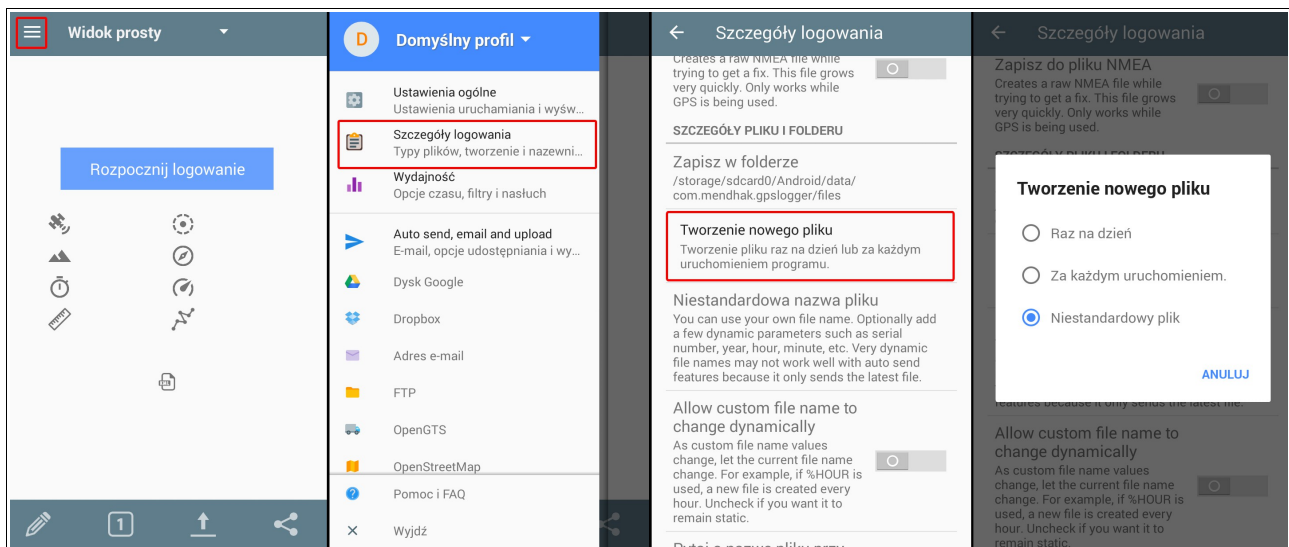 Widok prosty
Rozpocznij logowanie
1
D
Domyślny profil
Ustawienia ogólne
Ustawienia uruchamiania i wyśw...
Szczegóły logowania
Typy plików, tworzenie i nazewni...
Wydajność
Opcje czasu, filtry i nasłuch
Auto send, email and upload
E-mail, opcje udostępniania i wy...
Dysk Google
Dropbox
Adres e-mail
FTP
OpenGTS
OpenStreetMap
Pomoc i FAQ
Wyjdź
Szczegóły logowania
Creates a raw NMEA file while
trying to get a fix. This file grows
very quickly. Only works while
GPS is being used.
SZCZEGÓŁY PLIKU I FOLDERU
Zapisz w folderze
/storage/sdcard0/Android/data/
com.mendhak.gpslogger/files
Tworzenie nowego pliku
Tworzenie pliku raz na dzień lub za każdym
uruchomieniem programu.
Niestandardowa nazwa pliku
You can use your own file name. Optionally add
a few dynamic parameters such as serial
number, year, hour, minute, etc. Very dynamic
file names may not work well with auto send
features because it only sends the latest file.
Allow custom file name to
change dynamically
As custom file name values
change, let the current file name
change. For example, if %HOUR is
used, a new file is created every
hour. Uncheck if you want it to
remain static.
Pytaj o nazwę pliku przy
Szczegóły logowania
Zapisz do pliku NMEA
Creates a raw NMEA file while
trying to get a fix. This file grows
very quickly. Only works while
GPS is being used.
SZCZEGÓŁY PLIKU I FOLDERU
Tworzenie nowego pliku
Raz na dzień
Za każdym uruchomieniem.
Niestandardowy plik
ANULUJ
features because it only sends the latest file.
Allow custom file name to
change dynamically
As custom file name values
change, let the current file name
change. For example, if %HOUR is
used, a new file is created every
hour. Uncheck if you want it to
remain static.